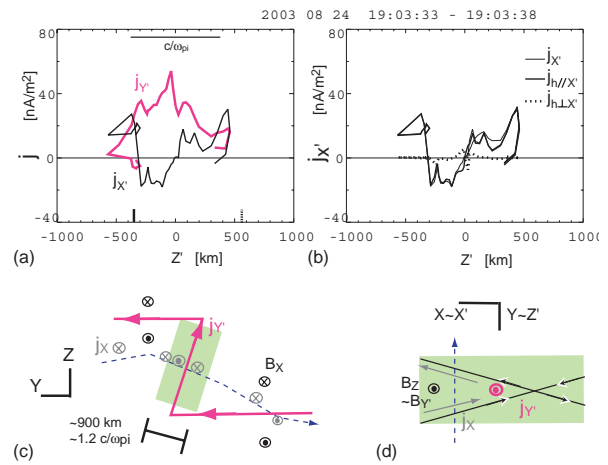 2003 08 24 19:03:33 - 19:03:38
80
40
0
-40
[nA/m²]
j
c/ωpi
jY'
jX'
-1000 -500 0 500 1000
Z' [km]
(a)
80
40
0
-40
[nA/m²]
jX'
jX'
jh//X'
jh⊥X'
-1000 -500 0 500 1000
Z' [km]
(b)
Z
Y
jX
jY'
BX
~900 km
~1.2 c/ωpi
(c)
X~X' Y~Z'
BZ
~BY'
jX
jY'
(d)